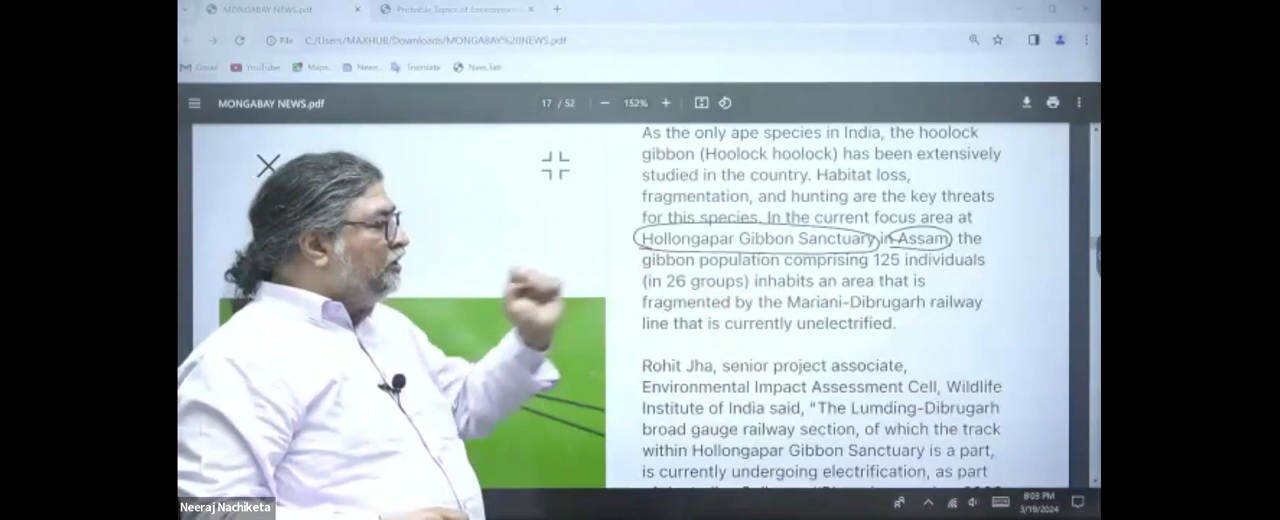 MONGABAY NEWS.pdf
Probable Topics of Environment
File C:/Users/MAXHUB/Downloads/MONGABAY%20NEWS.pdf
Gmail YouTube Maps News Translate New Tab
MONGABAY NEWS.pdf 17 / 52 152%
As the only ape species in India, the hoolock
gibbon (Hoolock hoolock) has been extensively
studied in the country. Habitat loss,
fragmentation, and hunting are the key threats
for this species. In the current focus area at
Hollongapar Gibbon Sanctuary in Assam, the
gibbon population comprising 125 individuals
(in 26 groups) inhabits an area that is
fragmented by the Mariani-Dibrugarh railway
line that is currently unelectrified.
Rohit Jha, senior project associate,
Environmental Impact Assessment Cell, Wildlife
Institute of India said, “The Lumding-Dibrugarh
broad gauge railway section, of which the track
within Hollongapar Gibbon Sanctuary is a part,
is currently undergoing electrification, as part
8:03 PM
3/19/2024
Neeraj Nachiketa